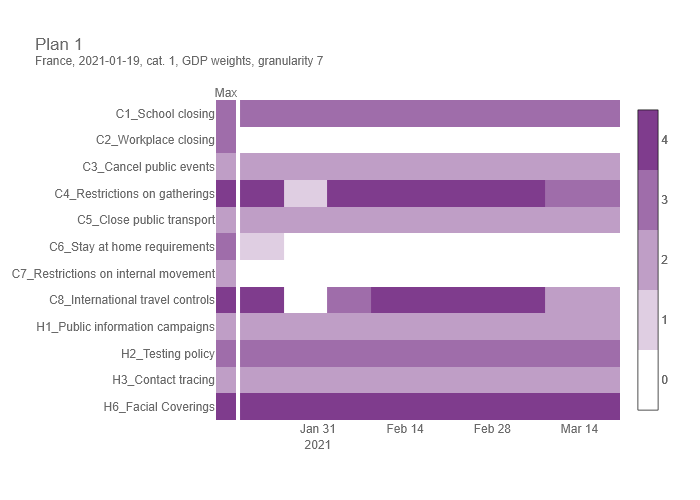 Plan 1
France, 2021-01-19, cat. 1, GDP weights, granularity 7
Max
C1_School closing
C2_Workplace closing
C3_Cancel public events
C4_Restrictions on gatherings
C5_Close public transport
C6_Stay at home requirements
C7_Restrictions on internal movement
C8_International travel controls
H1_Public information campaigns
H2_Testing policy
H3_Contact tracing
H6_Facial Coverings
Jan 31
2021
Feb 14
Feb 28
Mar 14
4
3
2
1
0